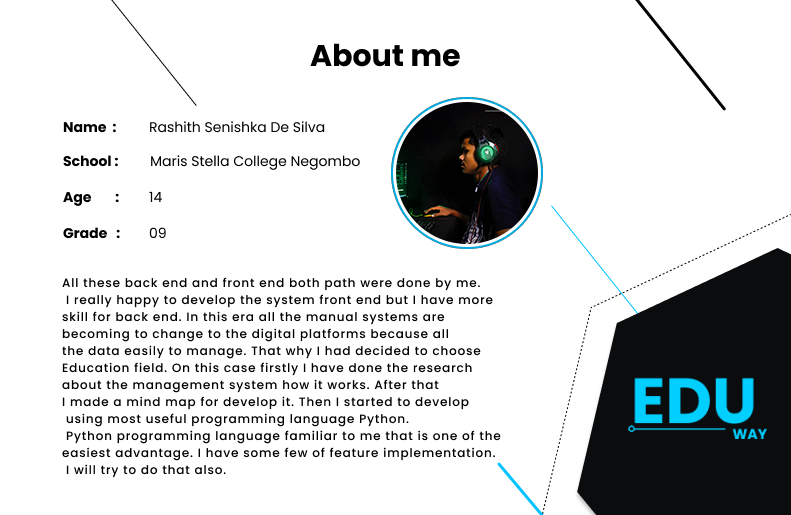 About me
Name : Rashith Senishka De Silva
School : Maris Stella College Negombo
Age : 14
Grade : 09
All these back end and front end both path were done by me.
I really happy to develop the system front end but I have more
skill for back end. In this era all the manual systems are
becoming to change to the digital platforms because all
the data easily to manage. That why I had decided to choose
Education field. On this case firstly I have done the research
about the management system how it works. After that
I made a mind map for develop it. Then I started to develop
using most useful programming language Python.
Python programming language familiar to me that is one of the
easiest advantage. I have some few of feature implementation.
I will try to do that also.
EDU
WAY